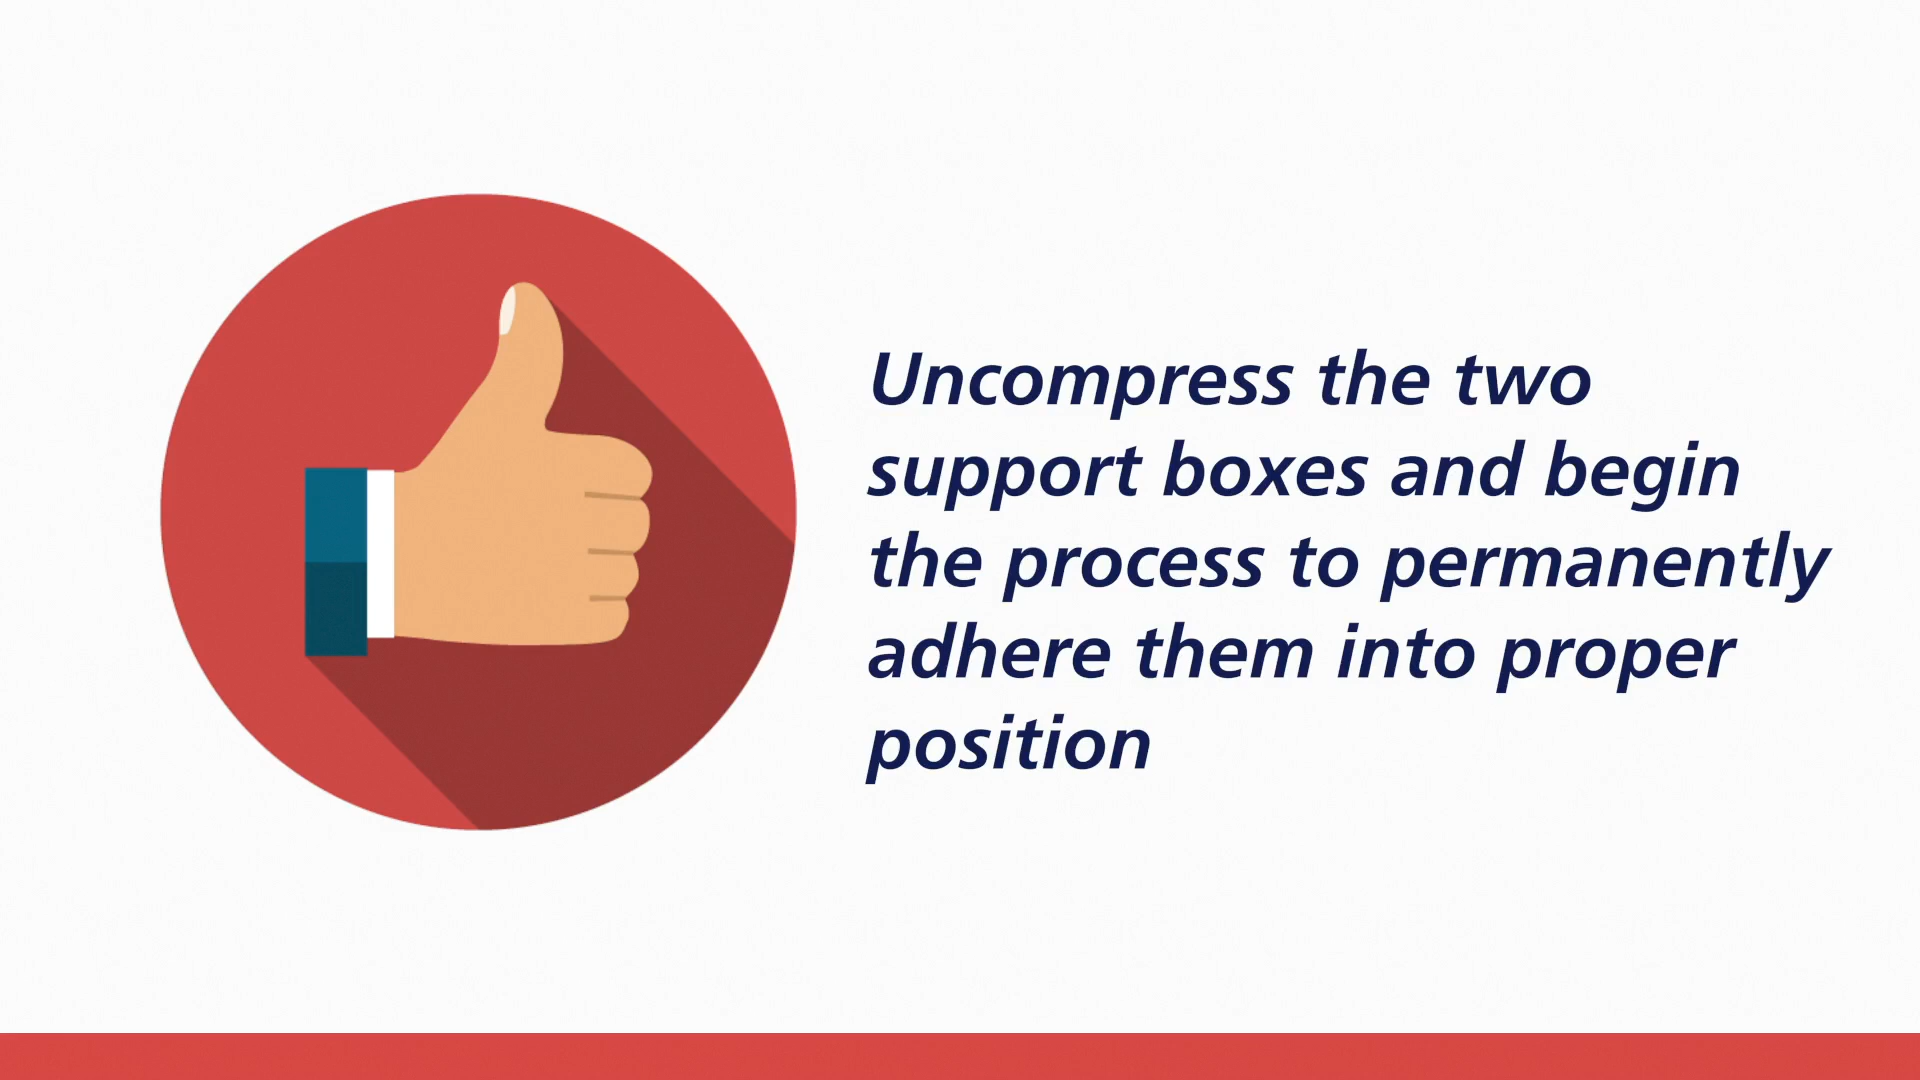 Uncompress the two
support boxes and begin
the process to permanently
adhere them into proper
position